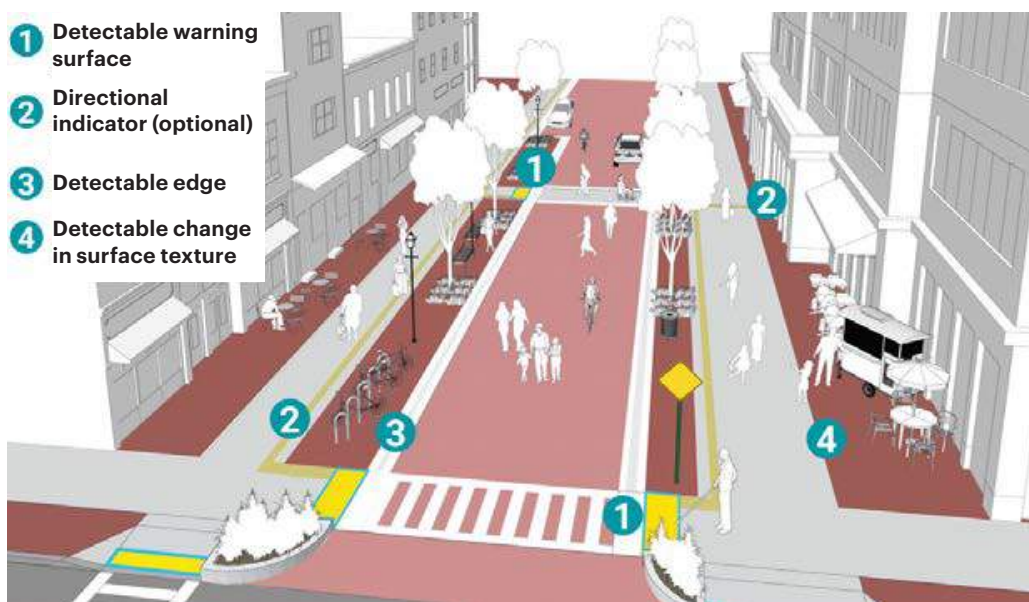 1 Detectable warning
surface
2 Directional
indicator (optional)
3 Detectable edge
4 Detectable change
in surface texture
1
2
2
3
4
1